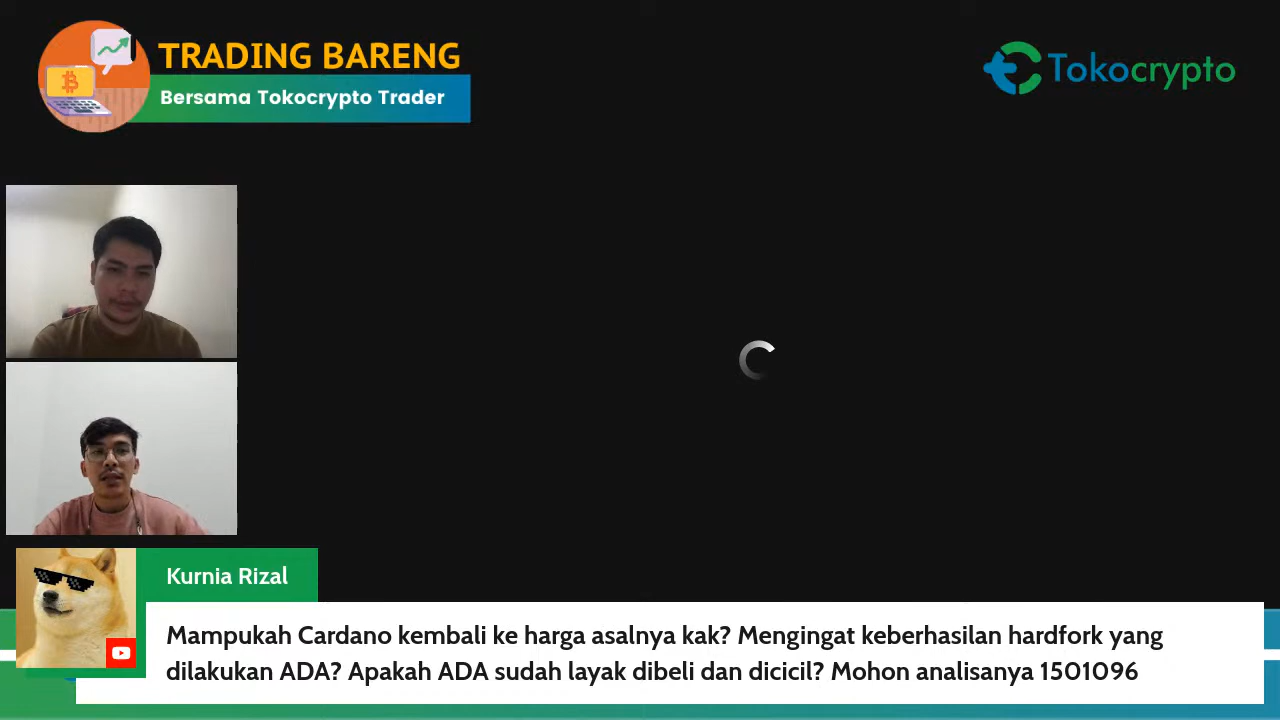 TRADING BARENG
Bersama Tokocrypto Trader
Tokocrypto
Kurnia Rizal
Mampukah Cardano kembali ke harga asalnya kak? Mengingat keberhasilan hardfork yang
dilakukan ADA? Apakah ADA sudah layak dibeli dan dicicil? Mohon analisanya 1501096